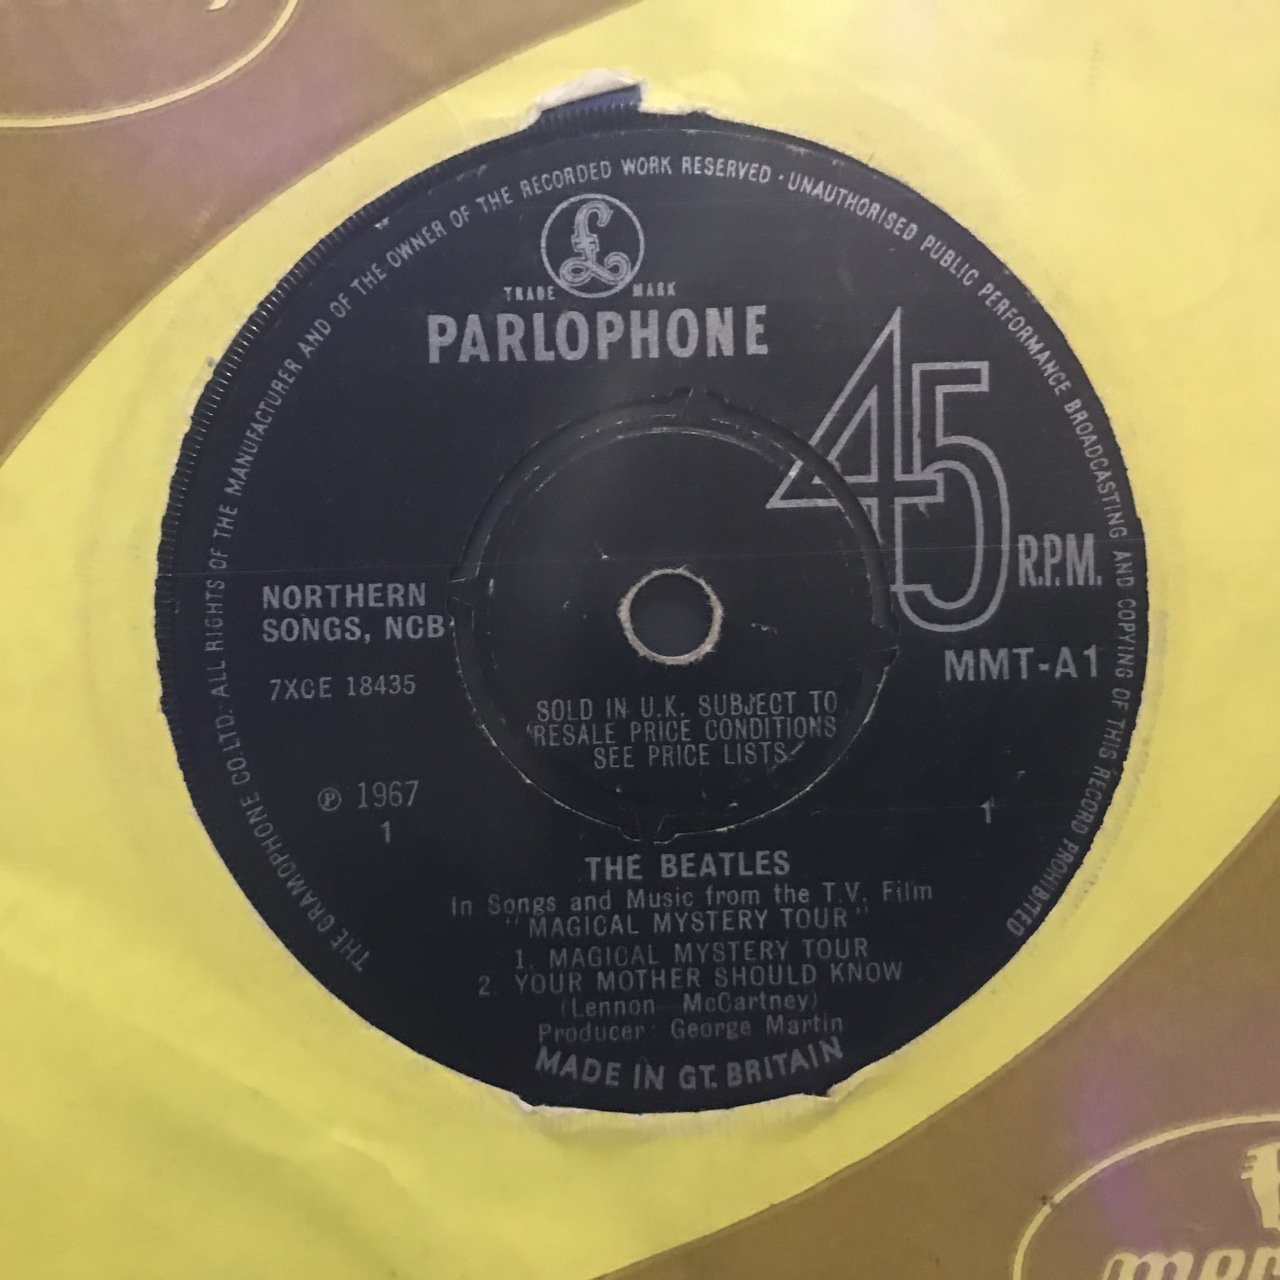 THE GRAMOPHONE CO. LTD. ALL RIGHTS OF THE MANUFACTURER AND OF THE OWNER OF THE RECORDED WORK RESERVED · UNAUTHORISED PUBLIC PERFORMANCE BROADCASTING AND COPYING OF THIS RECORD PROHIBITED
£
TRADE MARK
PARLOPHONE
45
R.P.M.
NORTHERN
SONGS, NCB
MMT-A1
7XCE 18435
SOLD IN U.K. SUBJECT TO
RESALE PRICE CONDITIONS
SEE PRICE LISTS
℗ 1967
1
1
THE BEATLES
In Songs and Music from the T.V. Film
"MAGICAL MYSTERY TOUR"
1. MAGICAL MYSTERY TOUR
2. YOUR MOTHER SHOULD KNOW
(Lennon—McCartney)
Producer: George Martin
MADE IN GT. BRITAIN